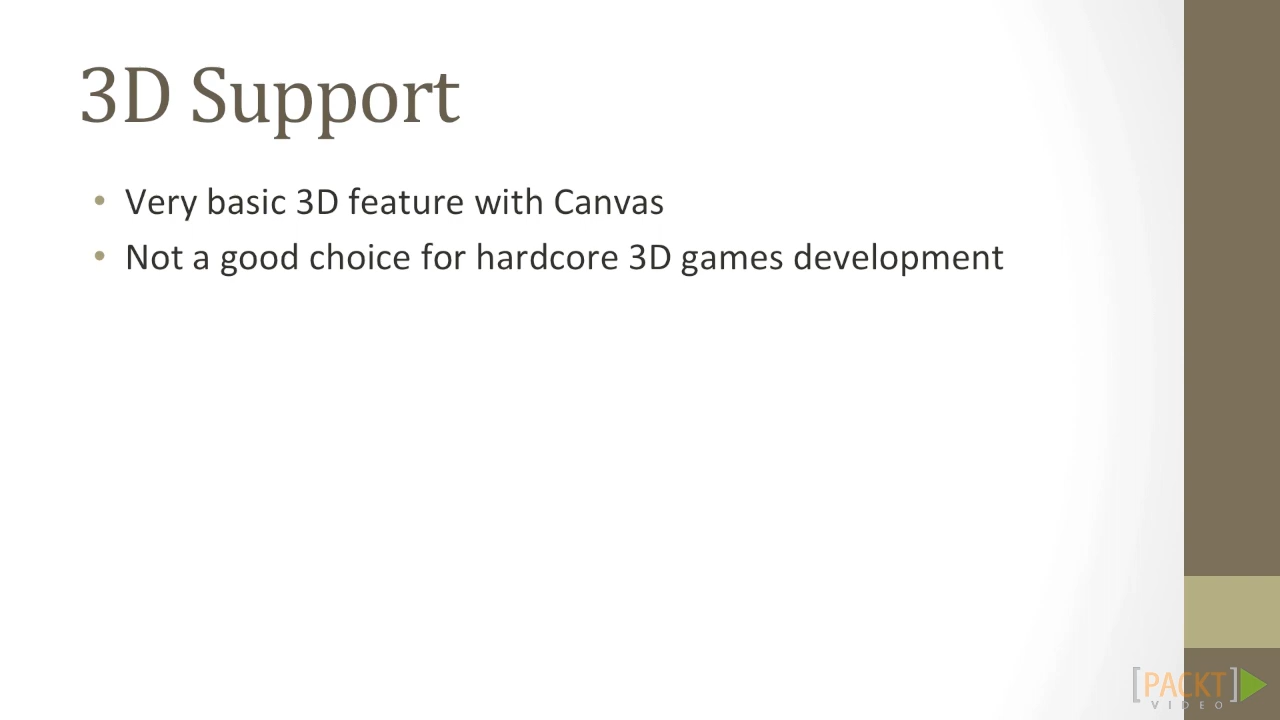 3D Support
• Very basic 3D feature with Canvas
• Not a good choice for hardcore 3D games development
[PACKT]
VIDEO